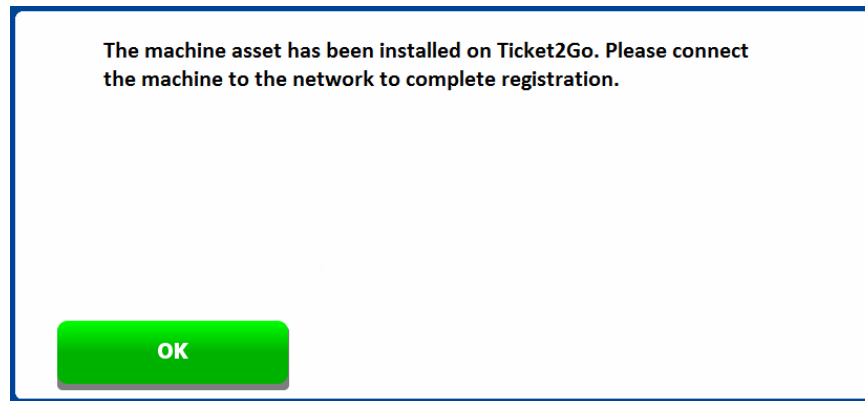 The machine asset has been installed on Ticket2Go. Please connect
the machine to the network to complete registration.
OK